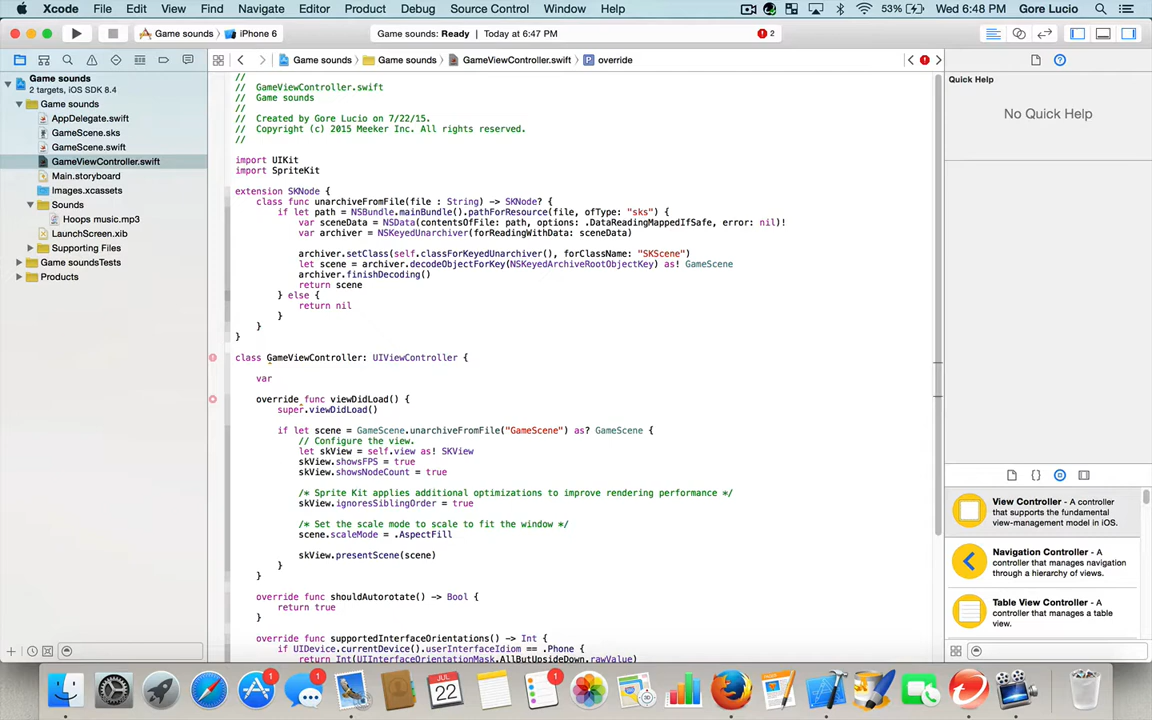 Xcode File Edit View Find Navigate Editor Product Debug Source Control Window Help 53% Wed 6:48 PM Gore Lucio
Game sounds iPhone 6 Game sounds: Ready Today at 6:47 PM 2
Game sounds Game sounds GameViewController.swift override
Game sounds
2 targets, iOS SDK 8.4
Game sounds
AppDelegate.swift
GameScene.sks
GameScene.swift
GameViewController.swift
Main.storyboard
Images.xcassets
Sounds
Hoops music.mp3
LaunchScreen.xib
Supporting Files
Game soundsTests
Products
//
// GameViewController.swift
// Game sounds
//
// Created by Gore Lucio on 7/22/15.
// Copyright (c) 2015 Meeker Inc. All rights reserved.
//
import UIKit
import SpriteKit
extension SKNode {
class func unarchiveFromFile(file : String) -> SKNode? {
if let path = NSBundle.mainBundle().pathForResource(file, ofType: "sks") {
var sceneData = NSData(contentsOfFile: path, options: .DataReadingMappedIfSafe, error: nil)!
var archiver = NSKeyedUnarchiver(forReadingWithData: sceneData)
archiver.setClass(self.classForKeyedUnarchiver(), forClassName: "SKScene")
let scene = archiver.decodeObjectForKey(NSKeyedArchiveRootObjectKey) as! GameScene
archiver.finishDecoding()
return scene
} else {
return nil
}
}
}
class GameViewController: UIViewController {
var
override func viewDidLoad() {
super.viewDidLoad()
if let scene = GameScene.unarchiveFromFile("GameScene") as? GameScene {
// Configure the view.
let skView = self.view as! SKView
skView.showsFPS = true
skView.showsNodeCount = true
/* Sprite Kit applies additional optimizations to improve rendering performance */
skView.ignoresSiblingOrder = true
/* Set the scale mode to scale to fit the window */
scene.scaleMode = .AspectFill
skView.presentScene(scene)
}
}
override func shouldAutorotate() -> Bool {
return true
}
override func supportedInterfaceOrientations() -> Int {
if UIDevice.currentDevice().userInterfaceIdiom == .Phone {
return Int(UIInterfaceOrientationMask.AllButUpsideDown.rawValue)
Quick Help
No Quick Help
View Controller - A controller
that supports the fundamental
view-management model in iOS.
Navigation Controller - A
controller that manages navigation
through a hierarchy of views.
Table View Controller - A
controller that manages a table
view.
1
1
JUL
22
1